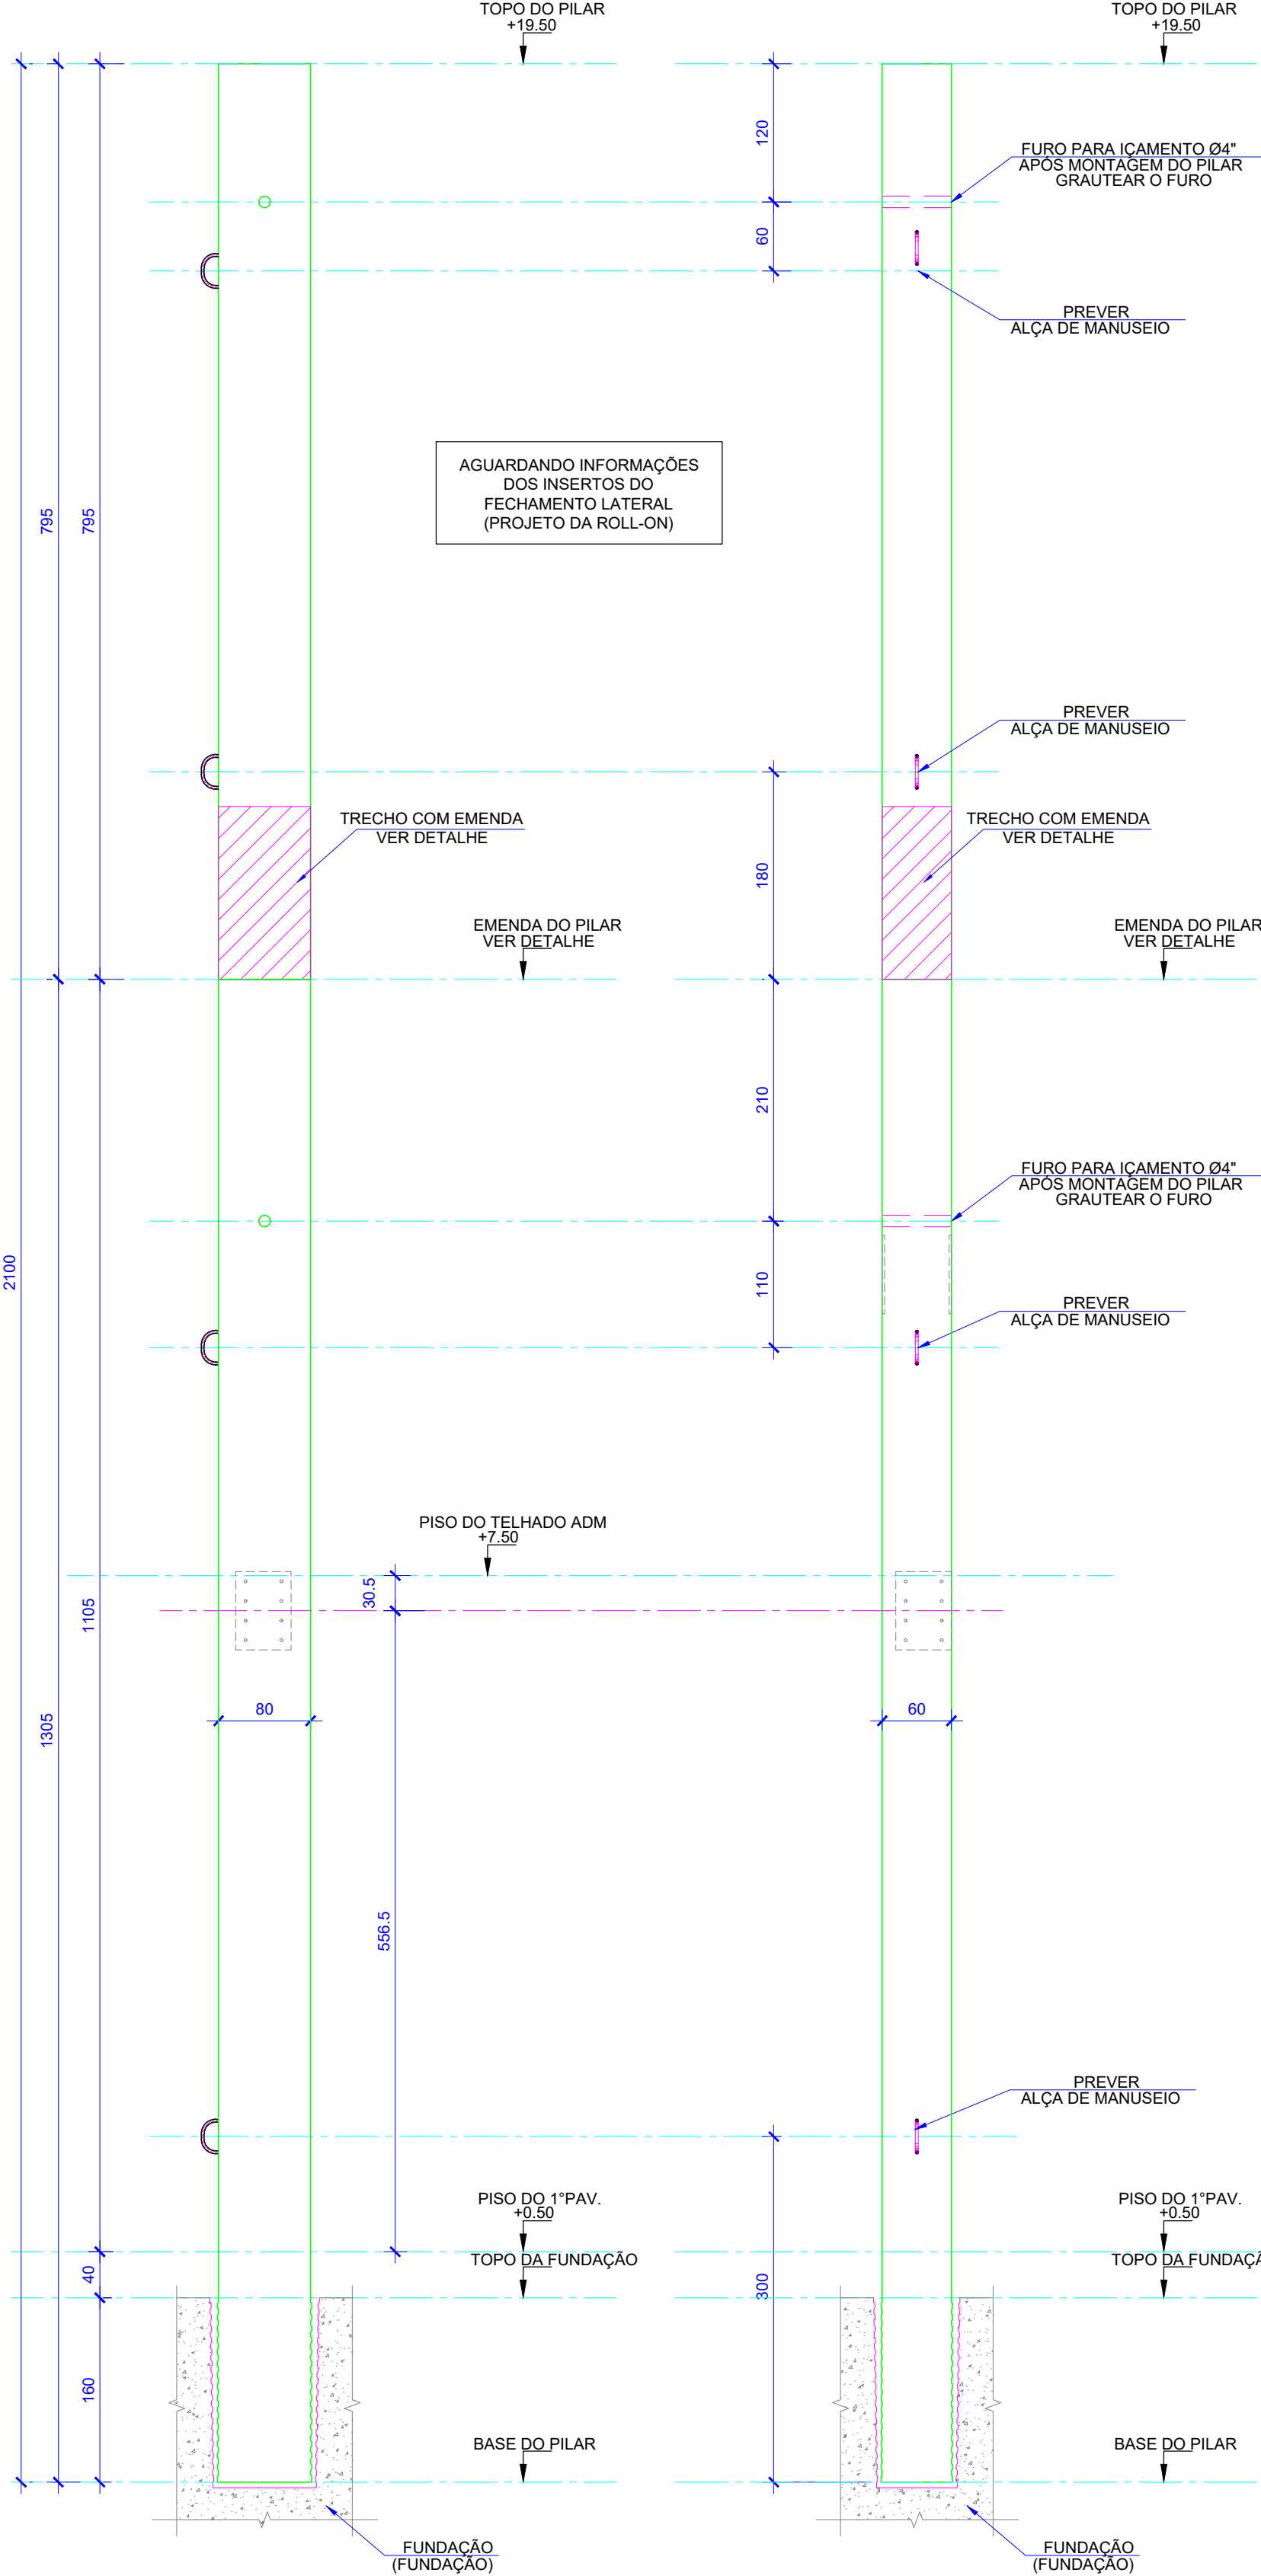 TOPO DO PILAR
+19.50
TOPO DO PILAR
+19.50
120
FURO PARA IÇAMENTO Ø4"
APÓS MONTAGEM DO PILAR
GRAUTEAR O FURO
60
PREVER
ALÇA DE MANUSEIO
AGUARDANDO INFORMAÇÕES
DOS INSERTOS DO
FECHAMENTO LATERAL
(PROJETO DA ROLL-ON)
795
795
PREVER
ALÇA DE MANUSEIO
TRECHO COM EMENDA
VER DETALHE
TRECHO COM EMENDA
VER DETALHE
180
EMENDA DO PILAR
VER DETALHE
EMENDA DO PILAR
VER DETALHE
210
FURO PARA IÇAMENTO Ø4"
APÓS MONTAGEM DO PILAR
GRAUTEAR O FURO
2100
110
PREVER
ALÇA DE MANUSEIO
PISO DO TELHADO ADM
+7.50
30.5
1105
80
60
1305
556.5
PREVER
ALÇA DE MANUSEIO
PISO DO 1°PAV.
+0.50
PISO DO 1°PAV.
+0.50
TOPO DA FUNDAÇÃO
TOPO DA FUNDAÇÃ
40
300
160
BASE DO PILAR
BASE DO PILAR
FUNDAÇÃO
(FUNDAÇÃO)
FUNDAÇÃO
(FUNDAÇÃO)